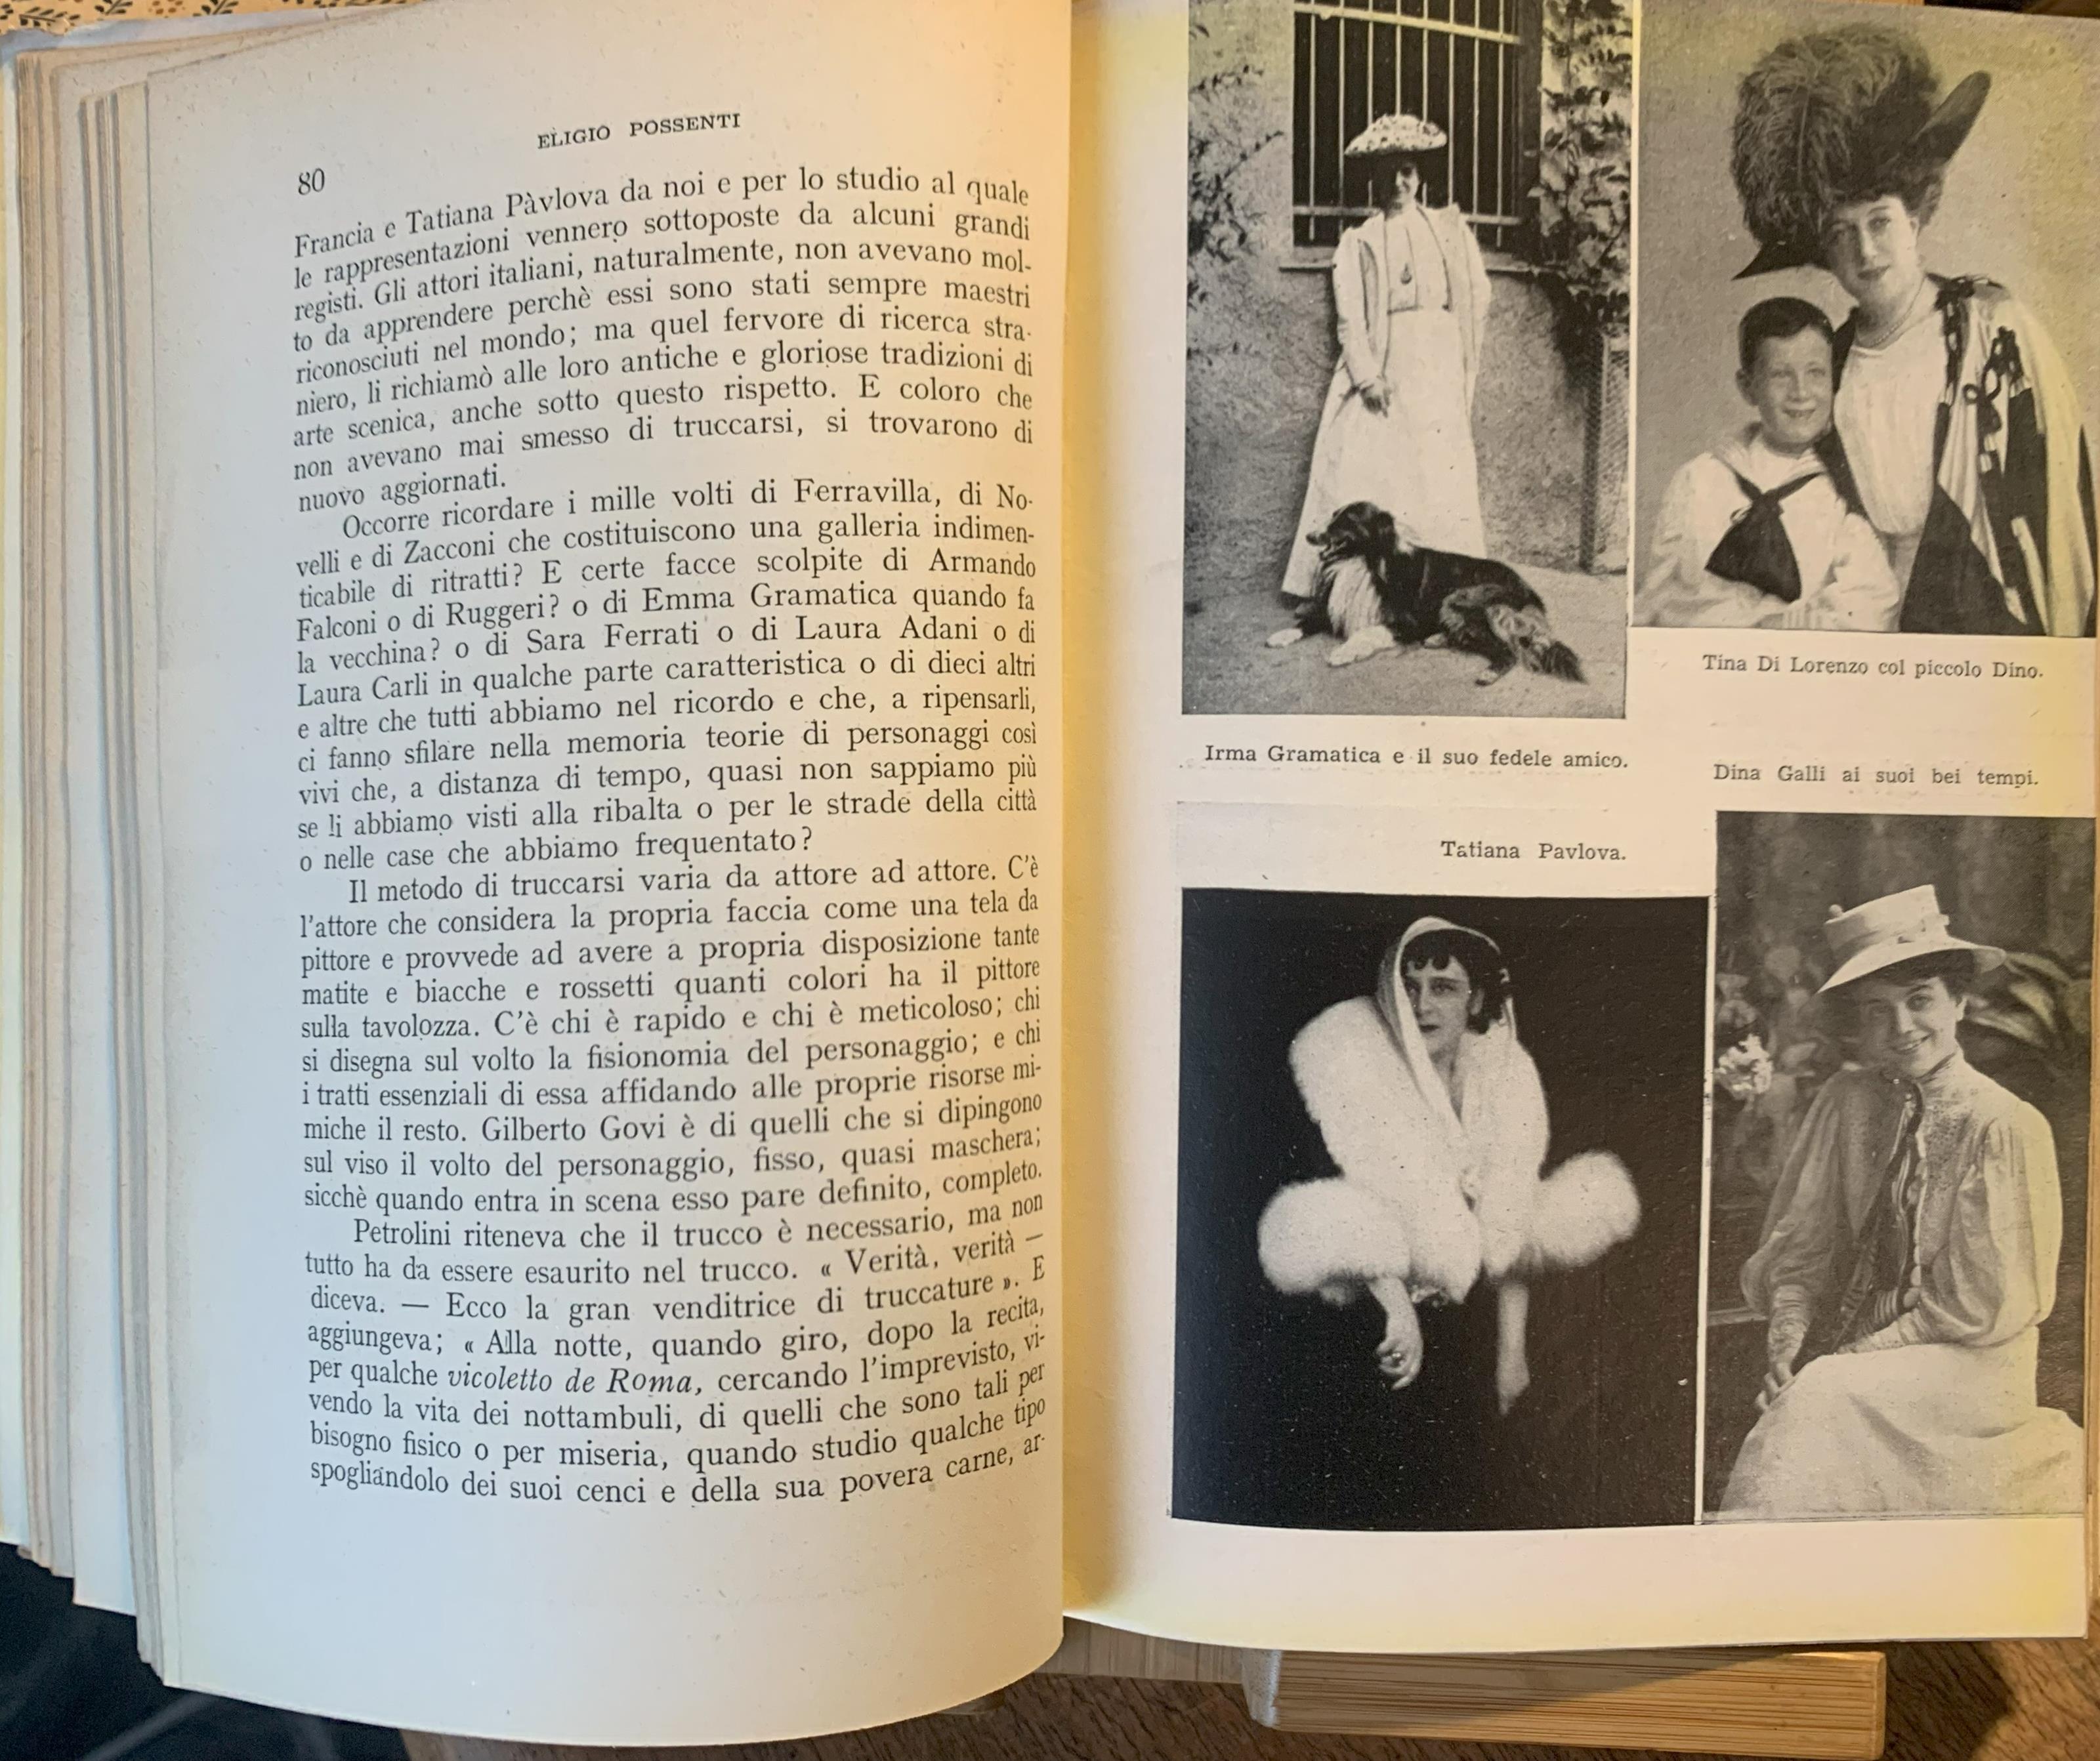 ELIGIO POSSENTI
80
Francia e Tatiana Pàvlova da noi e per lo studio al quale
le rappresentazioni vennero sottoposte da alcuni grandi
registi. Gli attori italiani, naturalmente, non avevano mol-
to da apprendere perchè essi sono stati sempre maestri
riconosciuti nel mondo; ma quel fervore di ricerca stra-
niero, li richiamò alle loro antiche e gloriose tradizioni di
arte scenica, anche sotto questo rispetto. E coloro che
non avevano mai smesso di truccarsi, si trovarono di
nuovo aggiornati.
Occorre ricordare i mille volti di Ferravilla, di No-
velli e di Zacconi che costituiscono una galleria indimen-
ticabile di ritratti? E certe facce scolpite di Armando
Falconi o di Ruggeri? o di Emma Gramatica quando fa
la vecchina? o di Sara Ferrati o di Laura Adani o di
Laura Carli in qualche parte caratteristica o di dieci altri
e altre che tutti abbiamo nel ricordo e che, a ripensarli,
ci fanno sfilare nella memoria teorie di personaggi così
vivi che, a distanza di tempo, quasi non sappiamo più
se li abbiamo visti alla ribalta o per le strade della città
o nelle case che abbiamo frequentato?
Il metodo di truccarsi varia da attore ad attore. C'è
l'attore che considera la propria faccia come una tela da
pittore e provvede ad avere a propria disposizione tante
matite e biacche e rossetti quanti colori ha il pittore
sulla tavolozza. C'è chi è rapido e chi è meticoloso; chi
si disegna sul volto la fisionomia del personaggio; e chi
i tratti essenziali di essa affidando alle proprie risorse mi-
miche il resto. Gilberto Govi è di quelli che si dipingono
sul viso il volto del personaggio, fisso, quasi maschera;
sicchè quando entra in scena esso pare definito, completo.
Petrolini riteneva che il trucco è necessario, ma non
tutto ha da essere esaurito nel trucco. « Verità, verità —
diceva. — Ecco la gran venditrice di truccature ». E
aggiungeva; « Alla notte, quando giro, dopo la recita,
per qualche vicoletto de Roma, cercando l'imprevisto, vi-
vendo la vita dei nottambuli, di quelli che sono tali per
bisogno fisico o per miseria, quando studio qualche tipo
spogliandolo dei suoi cenci e della sua povera carne, ar-
Tina Di Lorenzo col piccolo Dino.
Irma Gramatica e il suo fedele amico.
Dina Galli ai suoi bei tempi.
Tatiana Pavlova.